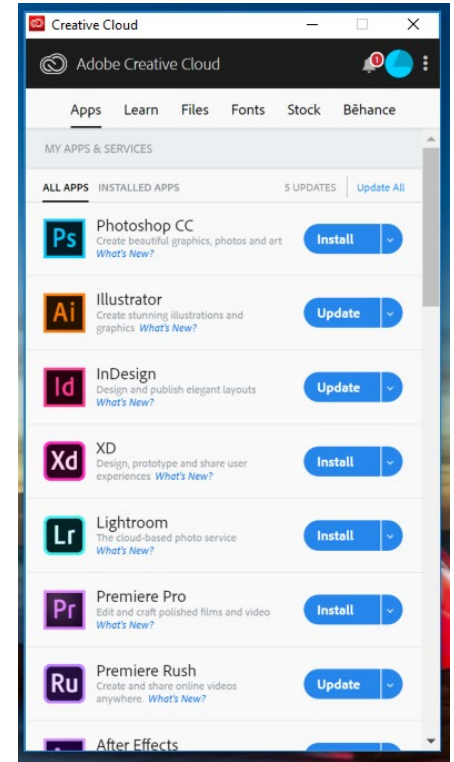 Creative Cloud
Adobe Creative Cloud
1
Apps Learn Files Fonts Stock Bēhance
MY APPS & SERVICES
ALL APPS INSTALLED APPS 5 UPDATES Update All
Ps
Photoshop CC
Create beautiful graphics, photos and art
What's New?
Install
Ai
Illustrator
Create stunning illustrations and
graphics What's New?
Update
Id
InDesign
Design and publish elegant layouts
What's New?
Update
Xd
XD
Design, prototype and share user
experiences What's New?
Install
Lr
Lightroom
The cloud-based photo service
What's New?
Install
Pr
Premiere Pro
Edit and craft polished films and video
What's New?
Install
Ru
Premiere Rush
Create and share online videos
anywhere. What's New?
Update
After Effects